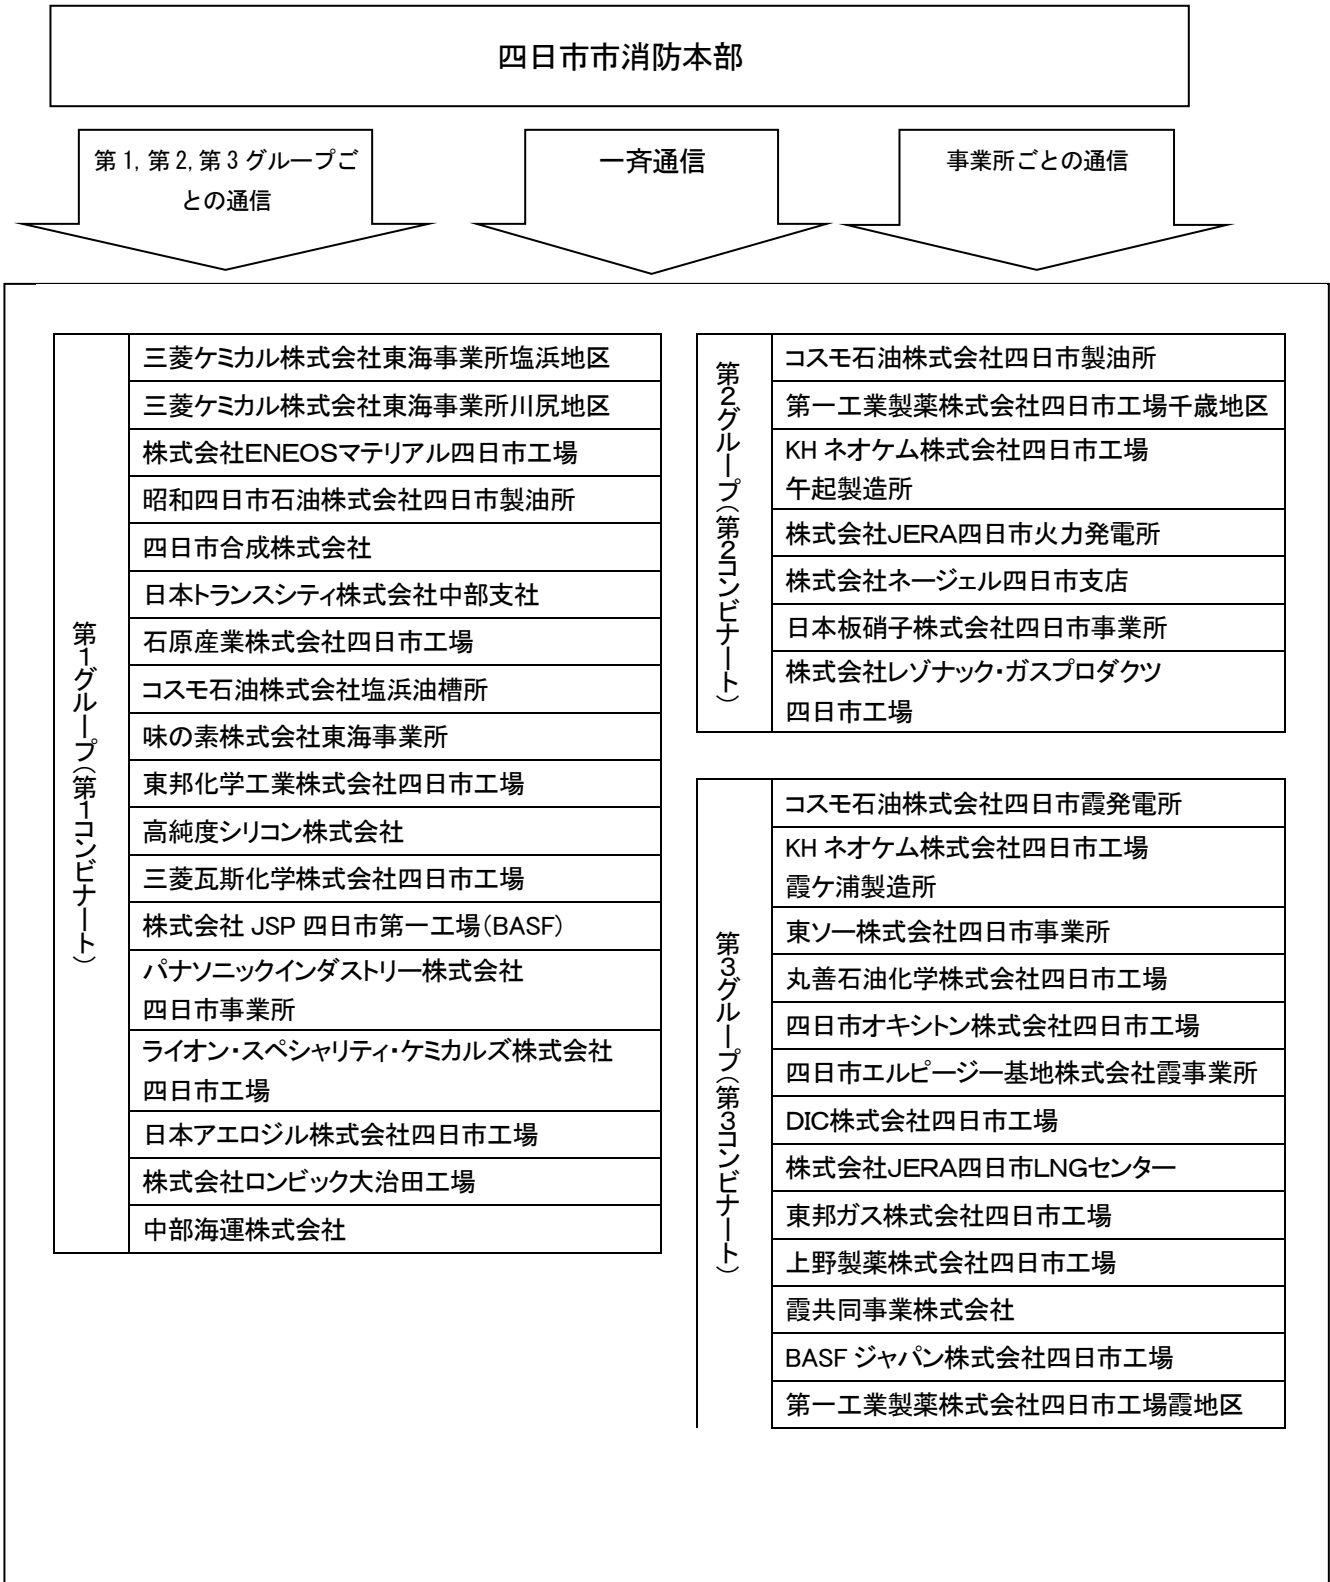 四日市市消防本部
第1,第2,第3グループご
との通信
一斉通信
事業所ごとの通信
第1グループ(第1コンビナート)
三菱ケミカル株式会社東海事業所塩浜地区
三菱ケミカル株式会社東海事業所川尻地区
株式会社ENEOSマテリアル四日市工場
昭和四日市石油株式会社四日市製油所
四日市合成株式会社
日本トランスシティ株式会社中部支社
石原産業株式会社四日市工場
コスモ石油株式会社塩浜油槽所
味の素株式会社東海事業所
東邦化学工業株式会社四日市工場
高純度シリコン株式会社
三菱瓦斯化学株式会社四日市工場
株式会社 JSP 四日市第一工場(BASF)
パナソニックインダストリー株式会社
四日市事業所
ライオン・スペシャリティ・ケミカルズ株式会社
四日市工場
日本アエロジル株式会社四日市工場
株式会社ロンビック大治田工場
中部海運株式会社
第2グループ(第2コンビナート)
コスモ石油株式会社四日市製油所
第一工業製薬株式会社四日市工場千歳地区
KH ネオケム株式会社四日市工場
午起製造所
株式会社JERA四日市火力発電所
株式会社ネージェル四日市支店
日本板硝子株式会社四日市事業所
株式会社レゾナック・ガスプロダクツ
四日市工場
第3グループ(第3コンビナート)
コスモ石油株式会社四日市霞発電所
KH ネオケム株式会社四日市工場
霞ケ浦製造所
東ソー株式会社四日市事業所
丸善石油化学株式会社四日市工場
四日市オキシトン株式会社四日市工場
四日市エルピージー基地株式会社霞事業所
DIC株式会社四日市工場
株式会社JERA四日市LNGセンター
東邦ガス株式会社四日市工場
上野製薬株式会社四日市工場
霞共同事業株式会社
BASF ジャパン株式会社四日市工場
第一工業製薬株式会社四日市工場霞地区